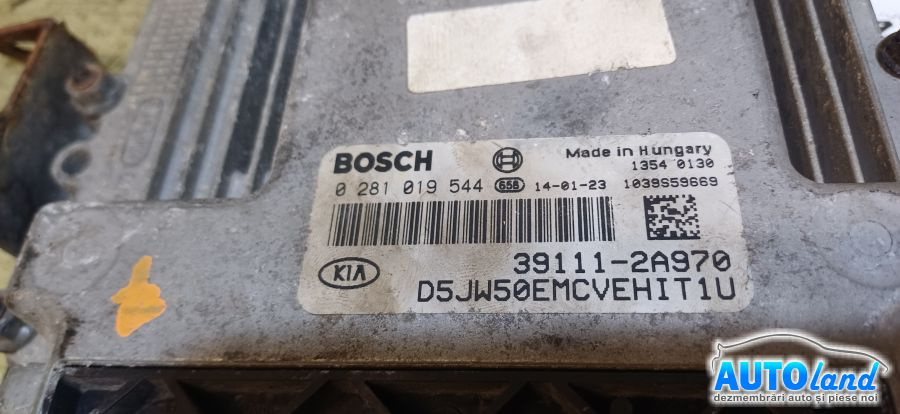 BOSCH
Made in Hungary
1354 0130
0 281 019 544 658 14-01-23 1039S59669
KIA
39111-2A970
D5JW50EMCVEHIT1U
AUTOland
dezmembrări auto și piese noi